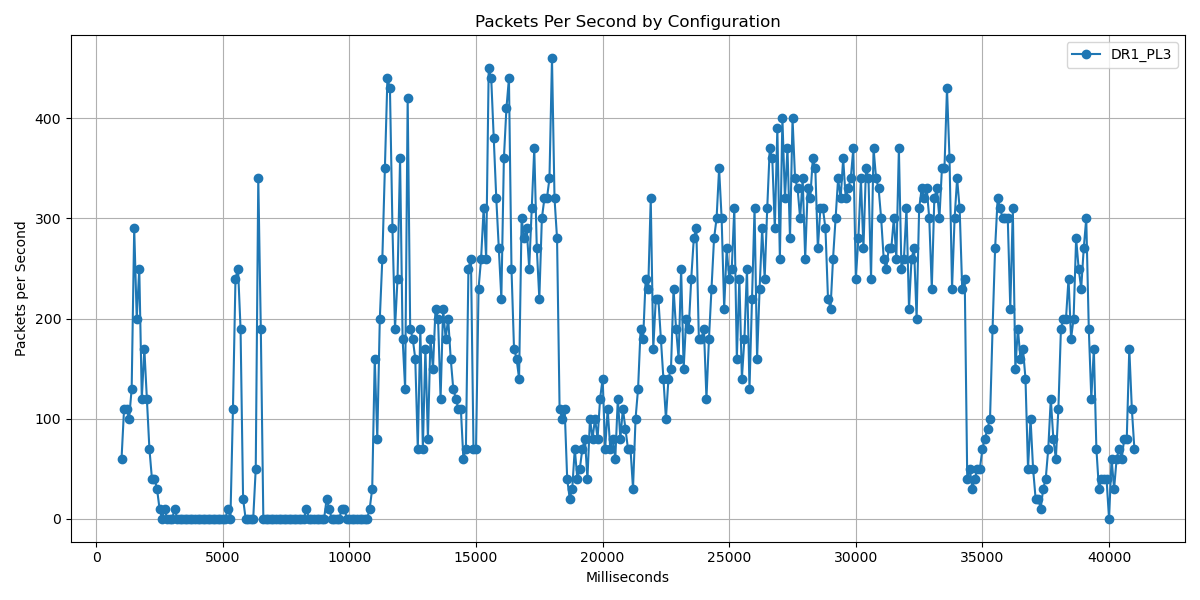 Packets Per Second by Configuration
DR1_PL3
Packets per Second
400
300
200
100
0
0 5000 10000 15000 20000 25000 30000 35000 40000
Milliseconds